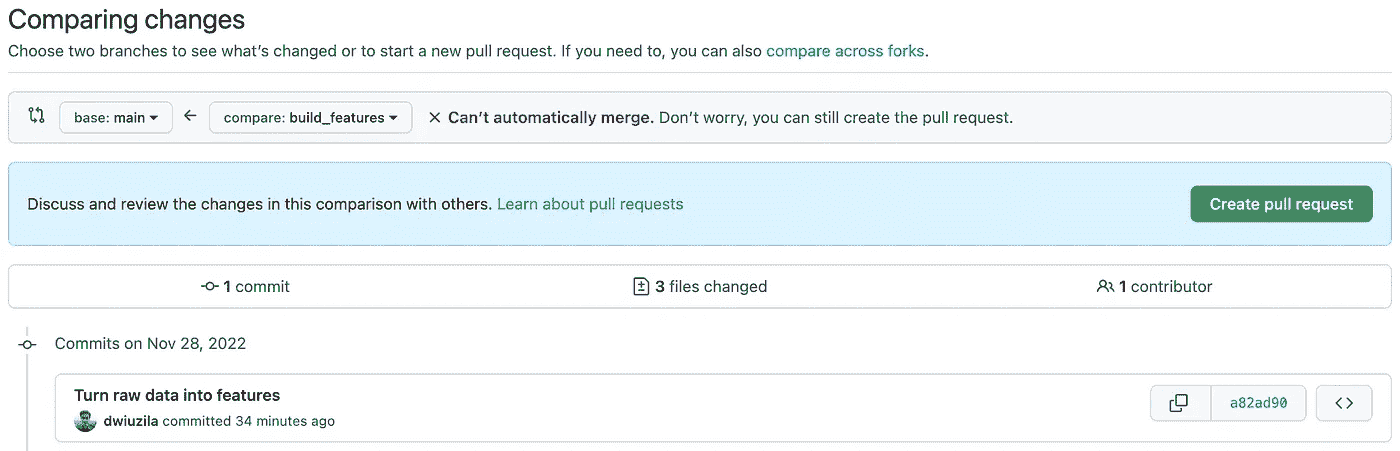 Comparing changes
Choose two branches to see what’s changed or to start a new pull request. If you need to, you can also compare across forks.
base: main compare: build_features Can’t automatically merge. Don’t worry, you can still create the pull request.
Discuss and review the changes in this comparison with others. Learn about pull requests Create pull request
1 commit 3 files changed 1 contributor
Commits on Nov 28, 2022
Turn raw data into features
a82ad90
dwiuzila committed 34 minutes ago